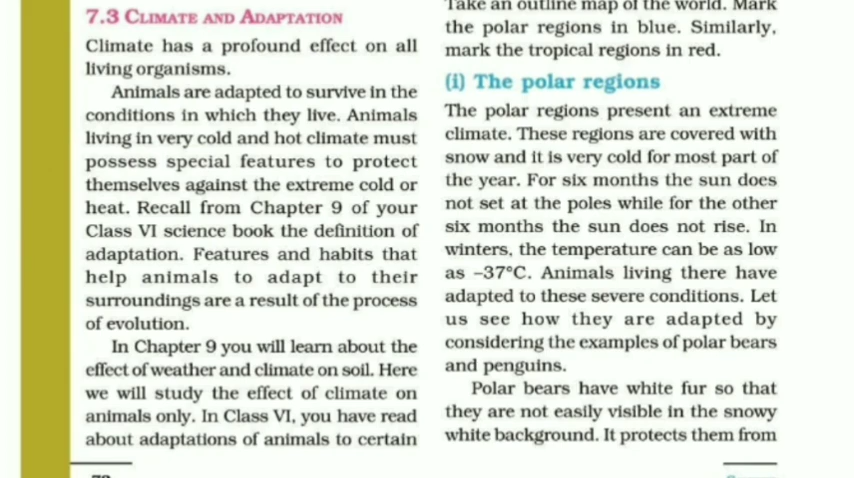 7.3 CLIMATE AND ADAPTATION
Climate has a profound effect on all
living organisms.
Animals are adapted to survive in the
conditions in which they live. Animals
living in very cold and hot climate must
possess special features to protect
themselves against the extreme cold or
heat. Recall from Chapter 9 of your
Class VI science book the definition of
adaptation. Features and habits that
help animals to adapt to their
surroundings are a result of the process
of evolution.
In Chapter 9 you will learn about the
effect of weather and climate on soil. Here
we will study the effect of climate on
animals only. In Class VI, you have read
about adaptations of animals to certain
Take an outline map of the world. Mark
the polar regions in blue. Similarly,
mark the tropical regions in red.
(i) The polar regions
The polar regions present an extreme
climate. These regions are covered with
snow and it is very cold for most part of
the year. For six months the sun does
not set at the poles while for the other
six months the sun does not rise. In
winters, the temperature can be as low
as –37°C. Animals living there have
adapted to these severe conditions. Let
us see how they are adapted by
considering the examples of polar bears
and penguins.
Polar bears have white fur so that
they are not easily visible in the snowy
white background. It protects them from